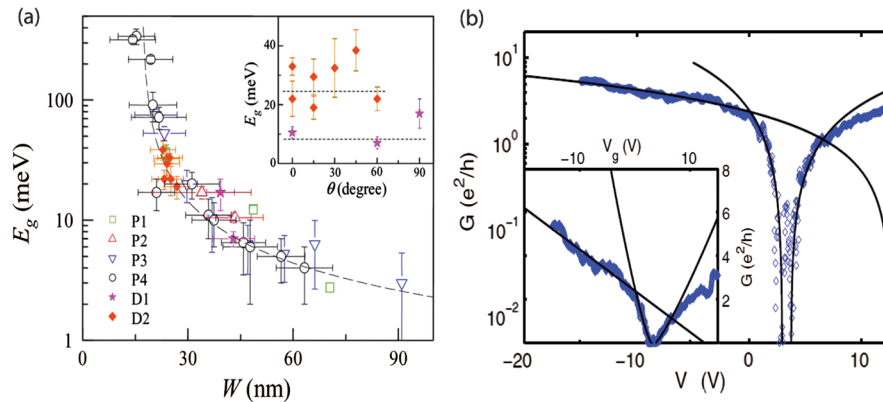 (a)
E_g (meV)
100
10
1
0
30
60
90
W (nm)
P1
P2
P3
P4
D1
D2
E_g (meV)
40
20
0
0
30
60
90
θ (degree)
(b)
G (e²/h)
10¹
10⁰
10⁻¹
10⁻²
-20
-10
0
10
V (V)
V_g (V)
-10
0
10
8
6
4
2
G (e²/h)